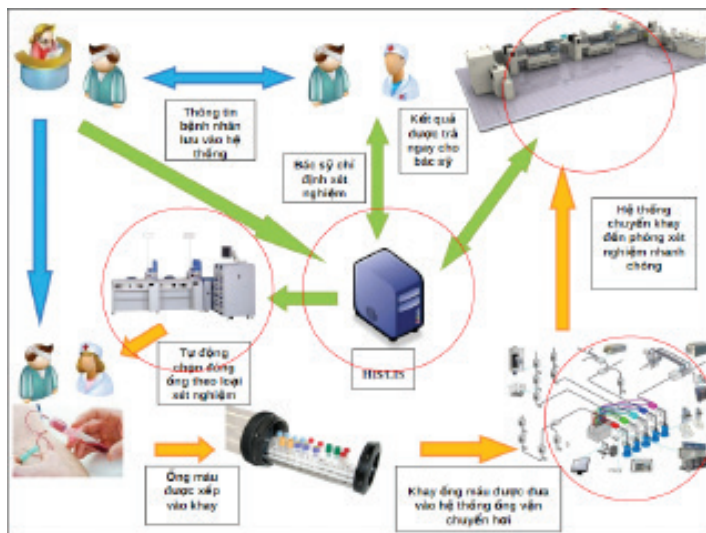 Thông tin
bệnh nhân
lưu vào hệ
thống
Bác sỹ chỉ
định xét
nghiệm
Kết quả
được trả
ngay cho
bác sỹ
Hệ thống
chuyển khay
đến phòng xét
nghiệm nhanh
chóng
Tự động
chọn đúng
ống theo loại
xét nghiệm
HIS/LIS
Ống máu
được xếp
vào khay
Khay ống máu được đưa
vào hệ thống ống vận
chuyển hơi